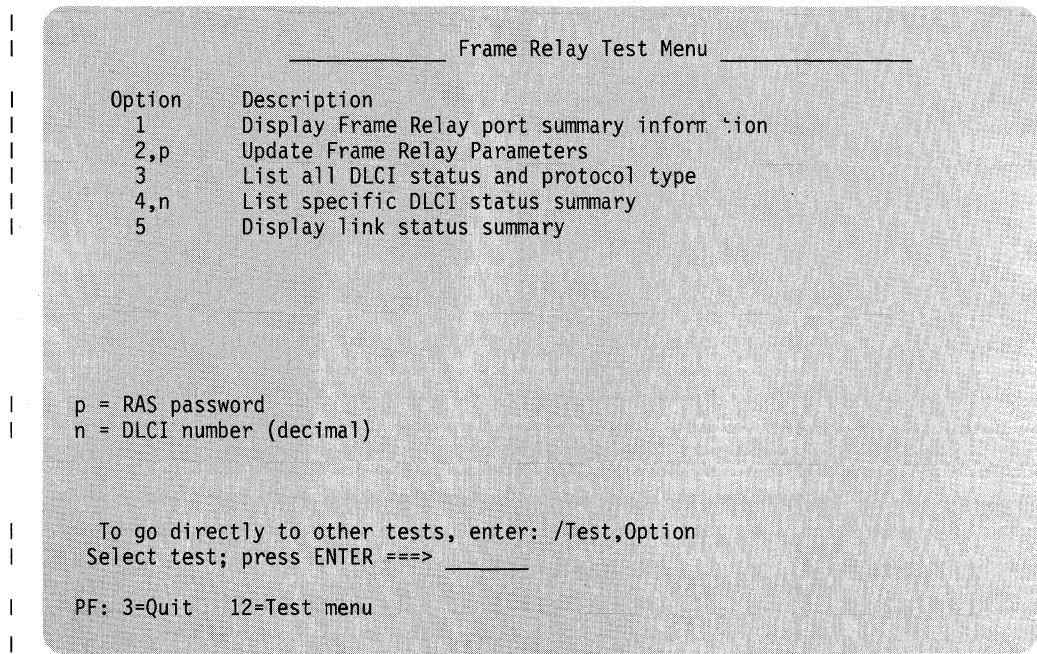 Frame Relay Test Menu
Option Description
1 Display Frame Relay port summary
2,p Update Frame Relay Parameters
3 List all DLCI status and protocol type
4,n List specific DLCI status summary
5 Display link status summary
p = RAS password
n = DLCI number (decimal)
To go directly to other tests, enter: /Test,Option
Select test; press ENTER ===>
PF: 3=Quit 12=Test menu